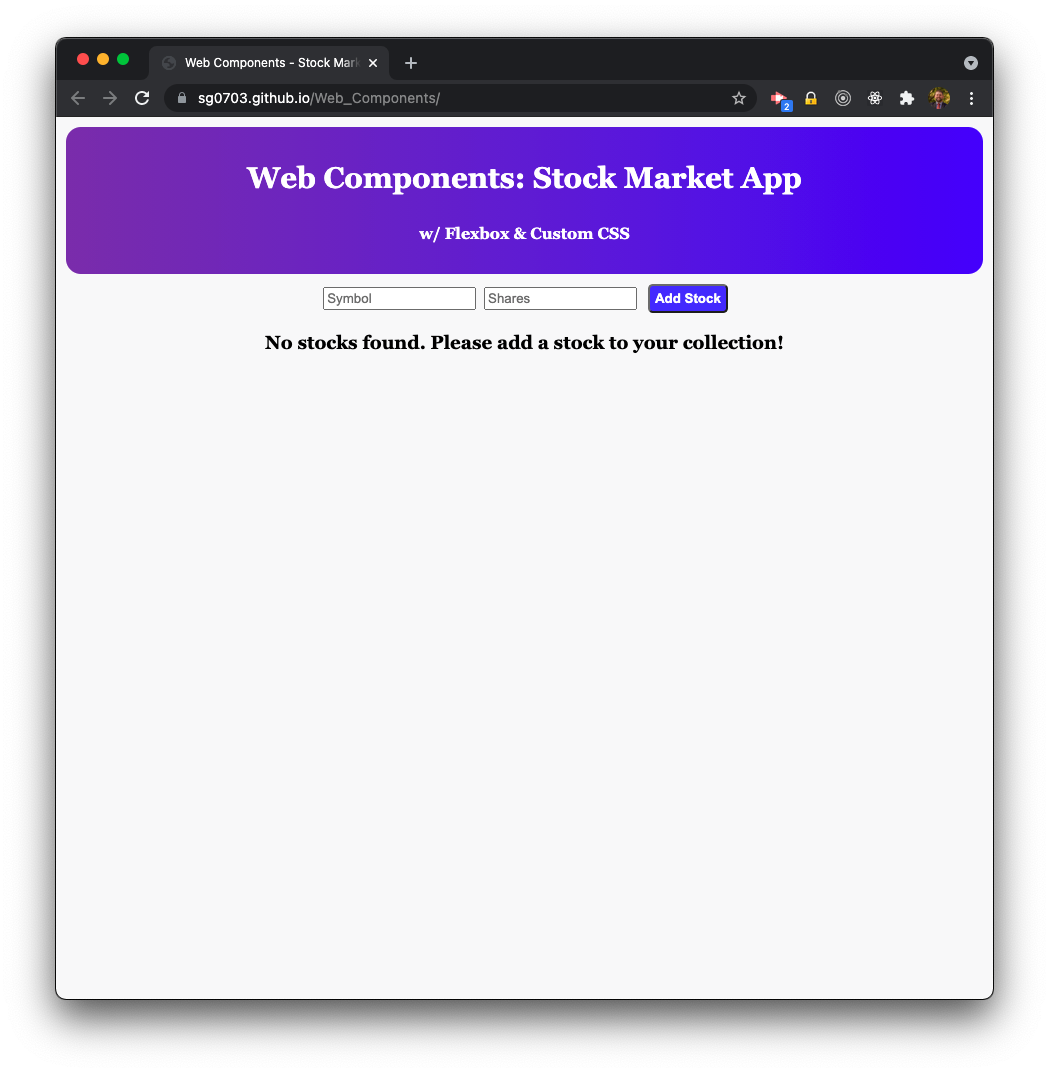 Web Components - Stock Mar
sg0703.github.io/Web_Components/
2
Web Components: Stock Market App
w/ Flexbox & Custom CSS
Symbol Shares Add Stock
No stocks found. Please add a stock to your collection!